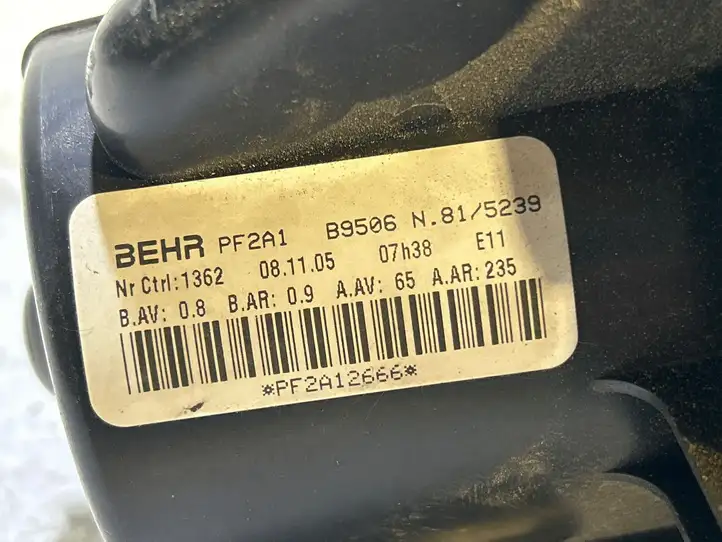 BEHR PF2A1 B9506 N.81/5239
Nr Ctrl:1362 08.11.05 07h38 E11
B.AV: 0.8 B.AR: 0.9 A.AV: 65 A.AR: 235
*PF2A12666*